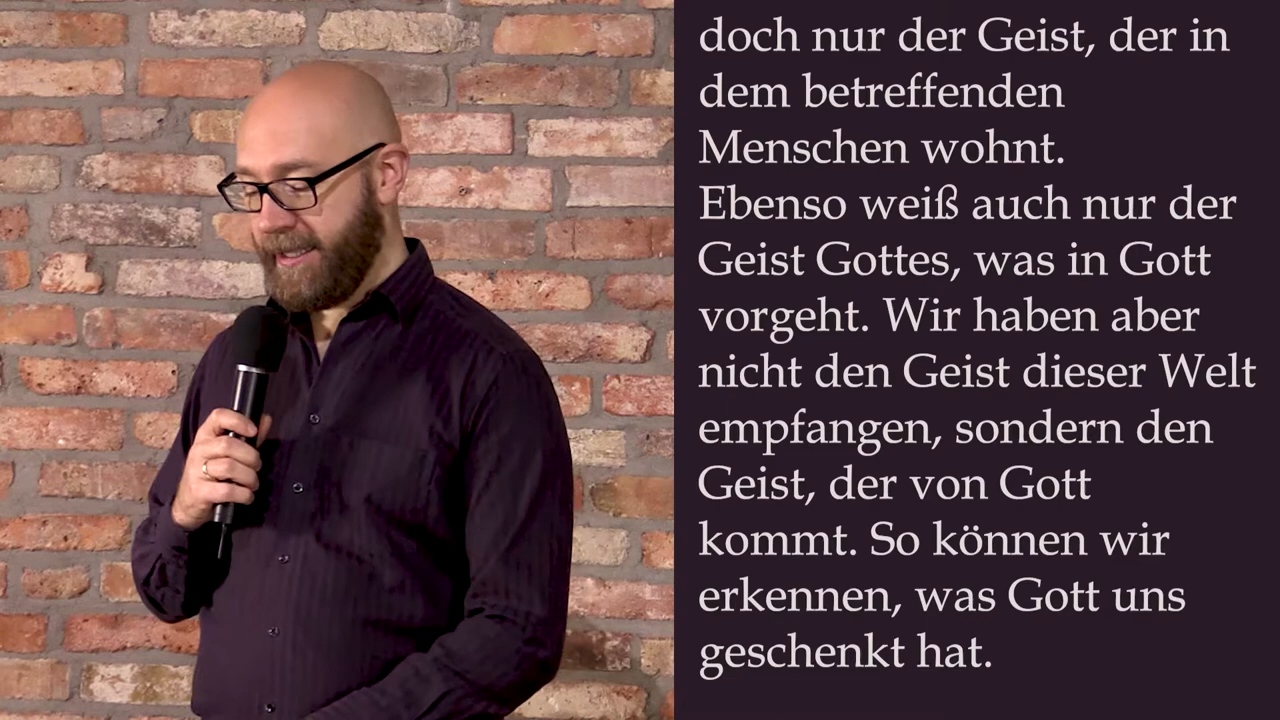 doch nur der Geist, der in
dem betreffenden
Menschen wohnt.
Ebenso weiß auch nur der
Geist Gottes, was in Gott
vorgeht. Wir haben aber
nicht den Geist dieser Welt
empfangen, sondern den
Geist, der von Gott
kommt. So können wir
erkennen, was Gott uns
geschenkt hat.